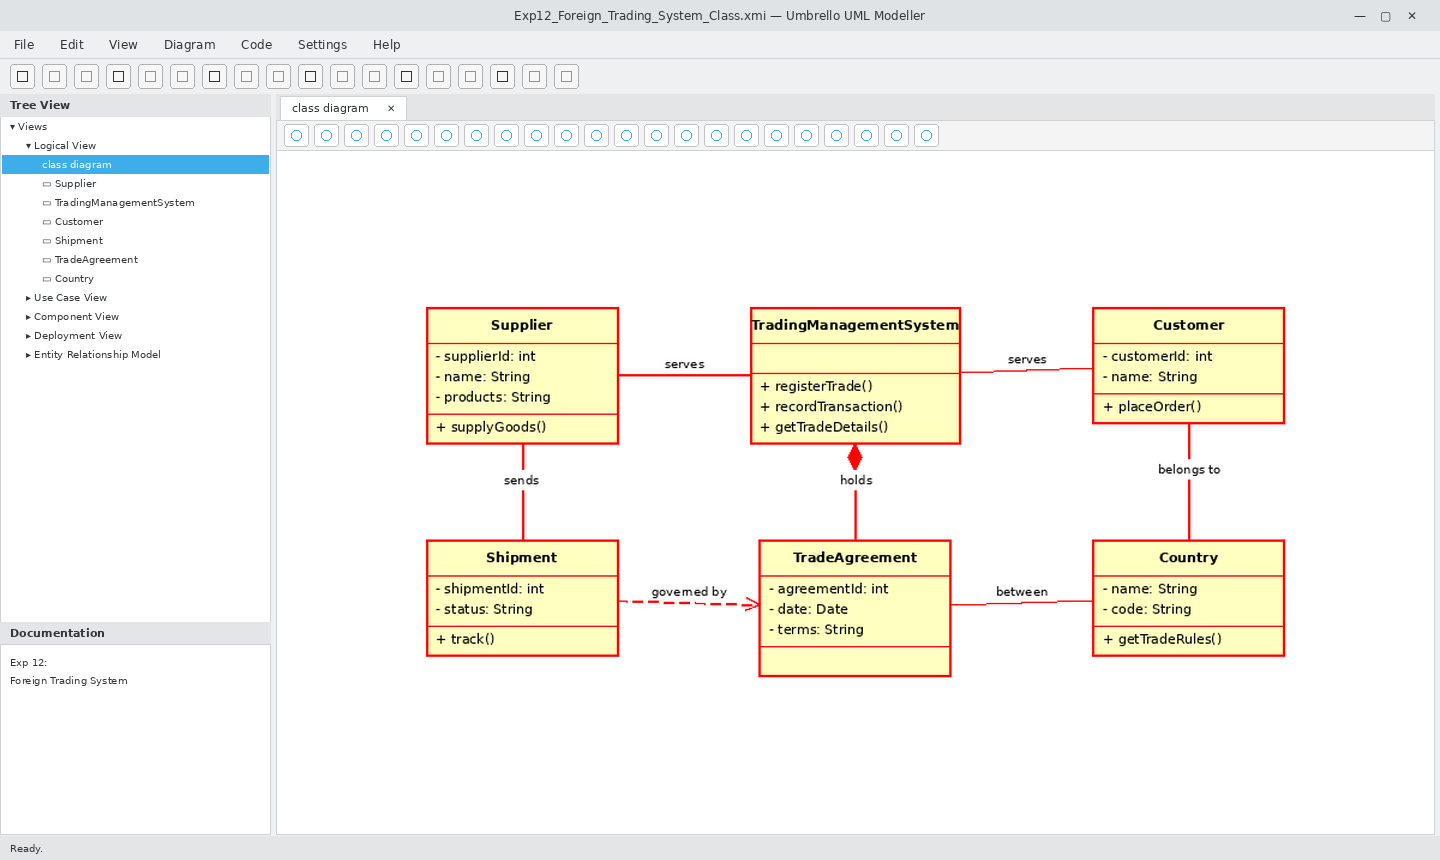 Exp12_Foreign_Trading_System_Class.xmi — Umbrello UML Modeller
File Edit View Diagram Code Settings Help
Tree View
Views
Logical View
class diagram
Supplier
TradingManagementSystem
Customer
Shipment
TradeAgreement
Country
Use Case View
Component View
Deployment View
Entity Relationship Model
Documentation
Exp 12:
Foreign Trading System
class diagram
Supplier
- supplierId: int
- name: String
- products: String
+ supplyGoods()
serves
TradingManagementSystem
+ registerTrade()
+ recordTransaction()
+ getTradeDetails()
serves
Customer
- customerId: int
- name: String
+ placeOrder()
sends
holds
belongs to
Shipment
- shipmentId: int
- status: String
+ track()
governed by
TradeAgreement
- agreementId: int
- date: Date
- terms: String
between
Country
- name: String
- code: String
+ getTradeRules()
Ready.